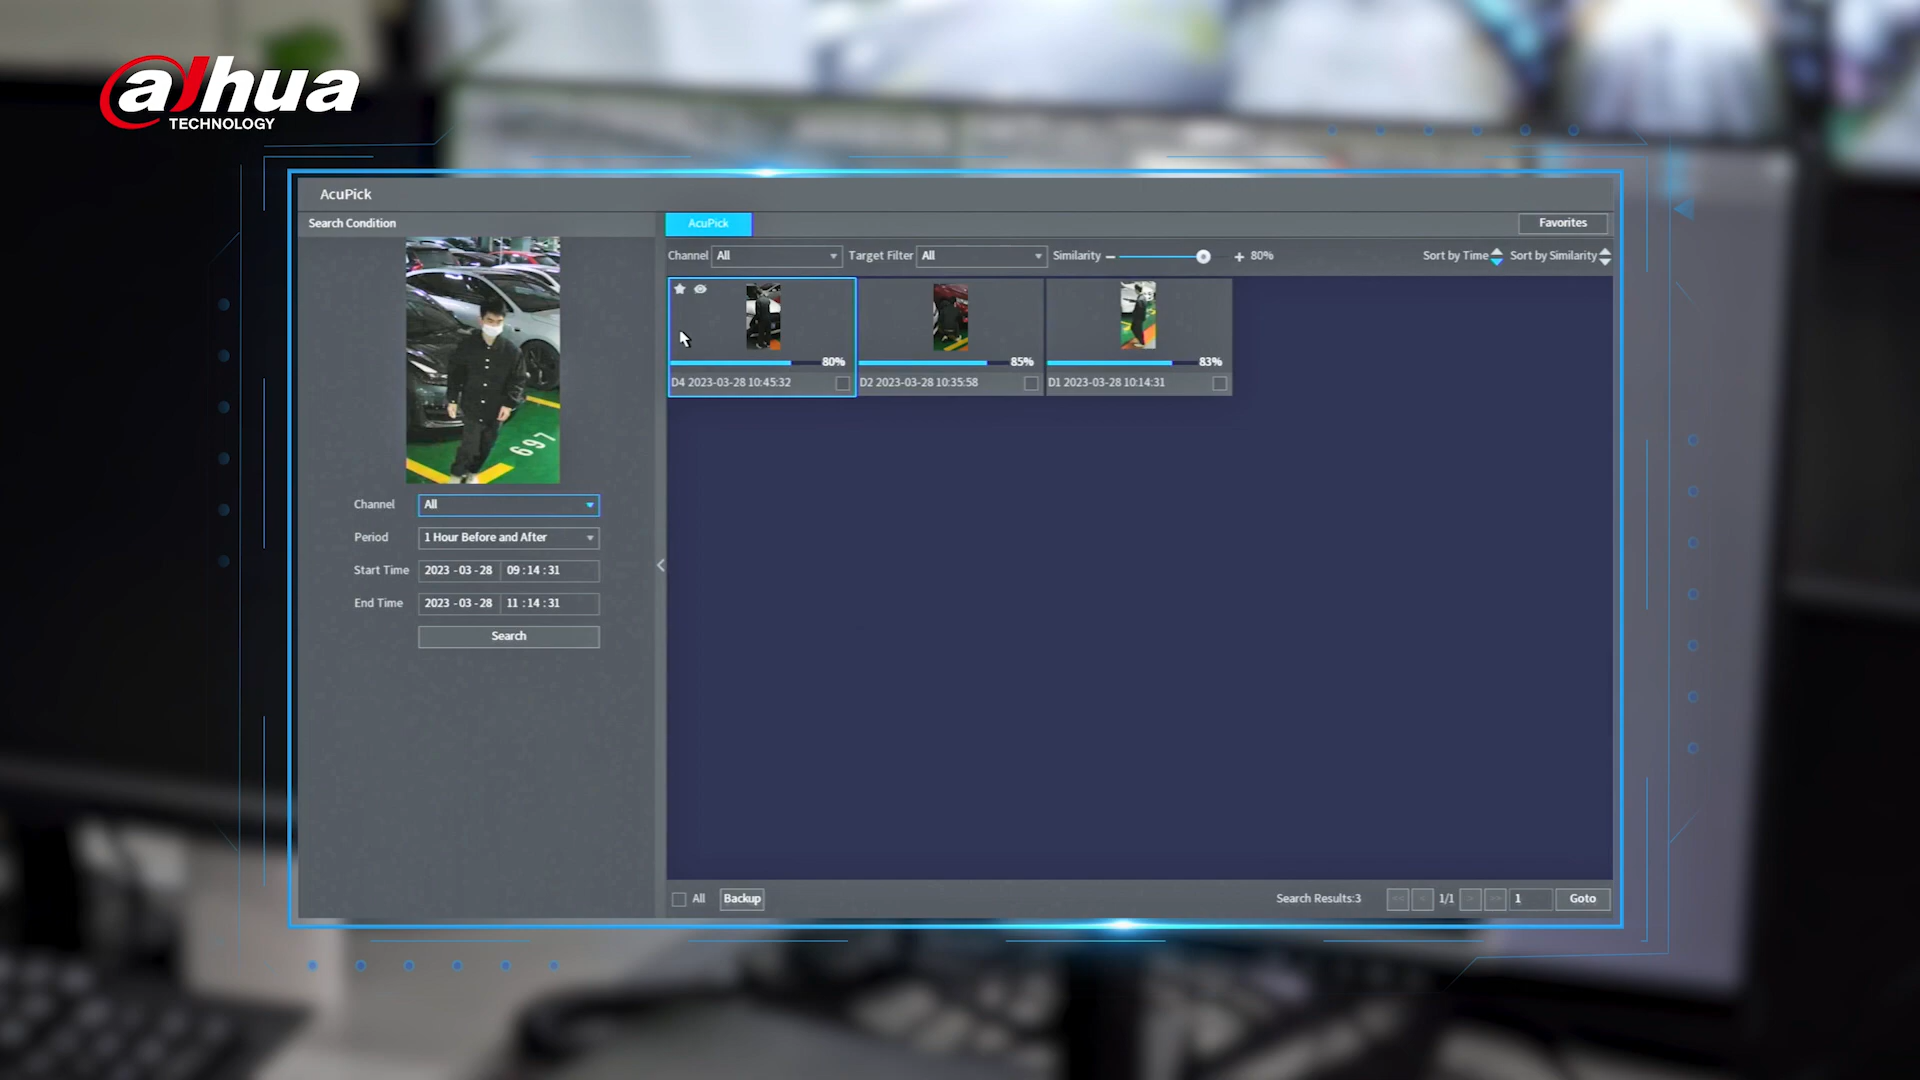 alhua
TECHNOLOGY
AcuPick
Search Condition
AcuPick
Favorites
Channel All Target Filter All Similarity − + 80% Sort by Time Sort by Similarity
80% 85% 83%
D4 2023-03-28 10:45:32 D2 2023-03-28 10:35:58 D1 2023-03-28 10:14:31
697
Channel All
Period 1 Hour Before and After
Start Time 2023 -03 -28 09 : 14 : 31
End Time 2023 -03 -28 11 : 14 : 31
Search
All Backup Search Results:3 1/1 1 Goto